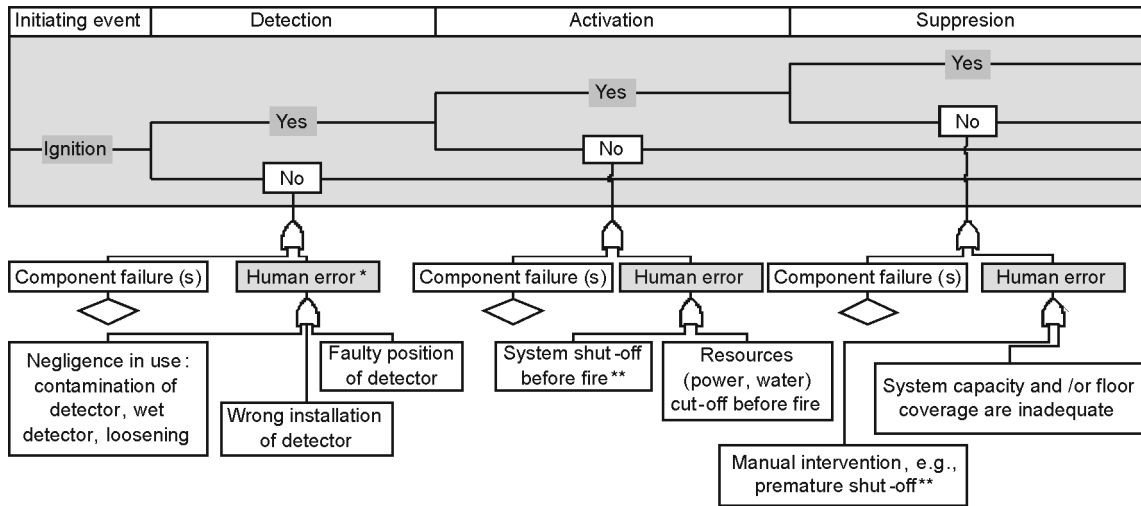 Initiating event
Detection
Activation
Suppresion
Yes
Yes
Yes
No
Ignition
No
No
Component failure (s)
Human error *
Component failure (s)
Human error
Component failure (s)
Human error
Negligence in use:
contamination of
detector, wet
detector, loosening
Wrong installation
of detector
Faulty position
of detector
System shut-off
before fire**
Resources
(power, water)
cut-off before fire
Manual intervention, e.g.,
premature shut-off**
System capacity and /or floor
coverage are inadequate